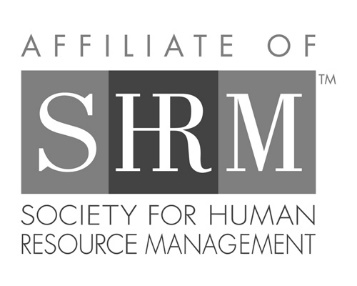 AFFILIATE OF
SHRM™
SOCIETY FOR HUMAN
RESOURCE MANAGEMENT